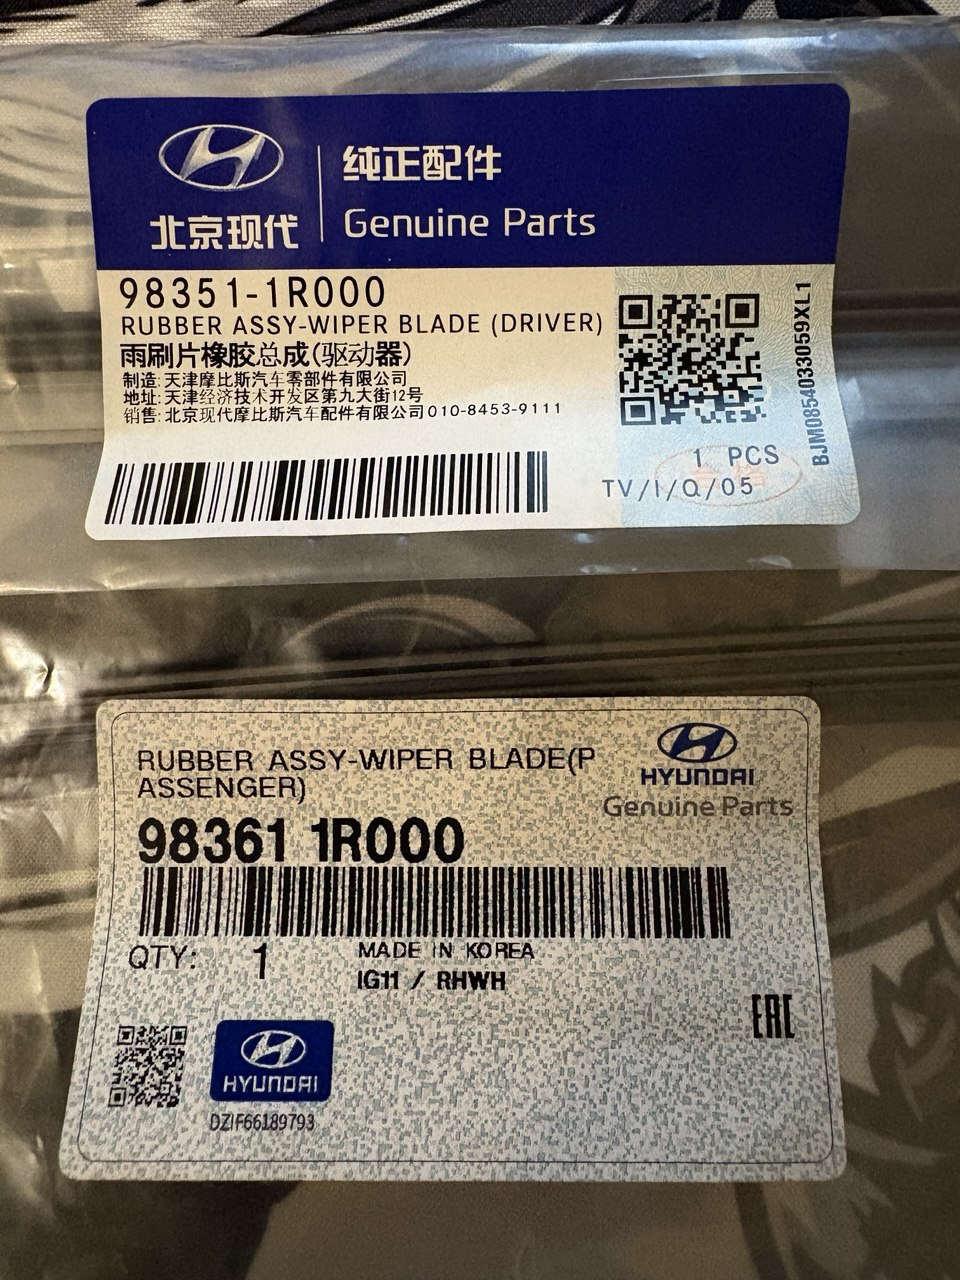 北京现代
纯正配件
Genuine Parts
98351-1R000
RUBBER ASSY-WIPER BLADE (DRIVER)
雨刷片橡胶总成(驱动器)
制造: 天津摩比斯汽车零部件有限公司
地址: 天津经济技术开发区第九大街12号
销售: 北京现代摩比斯汽车配件有限公司010-8453-9111
1 PCS
TV/I/Q/05
BJM0854033059XL1
RUBBER ASSY-WIPER BLADE(P
ASSENGER)
HYUNDAI
Genuine Parts
98361 1R000
QTY: 1
MADE IN KOREA
IG11 / RHWH
EAC
HYUNDAI
DZIF66189793